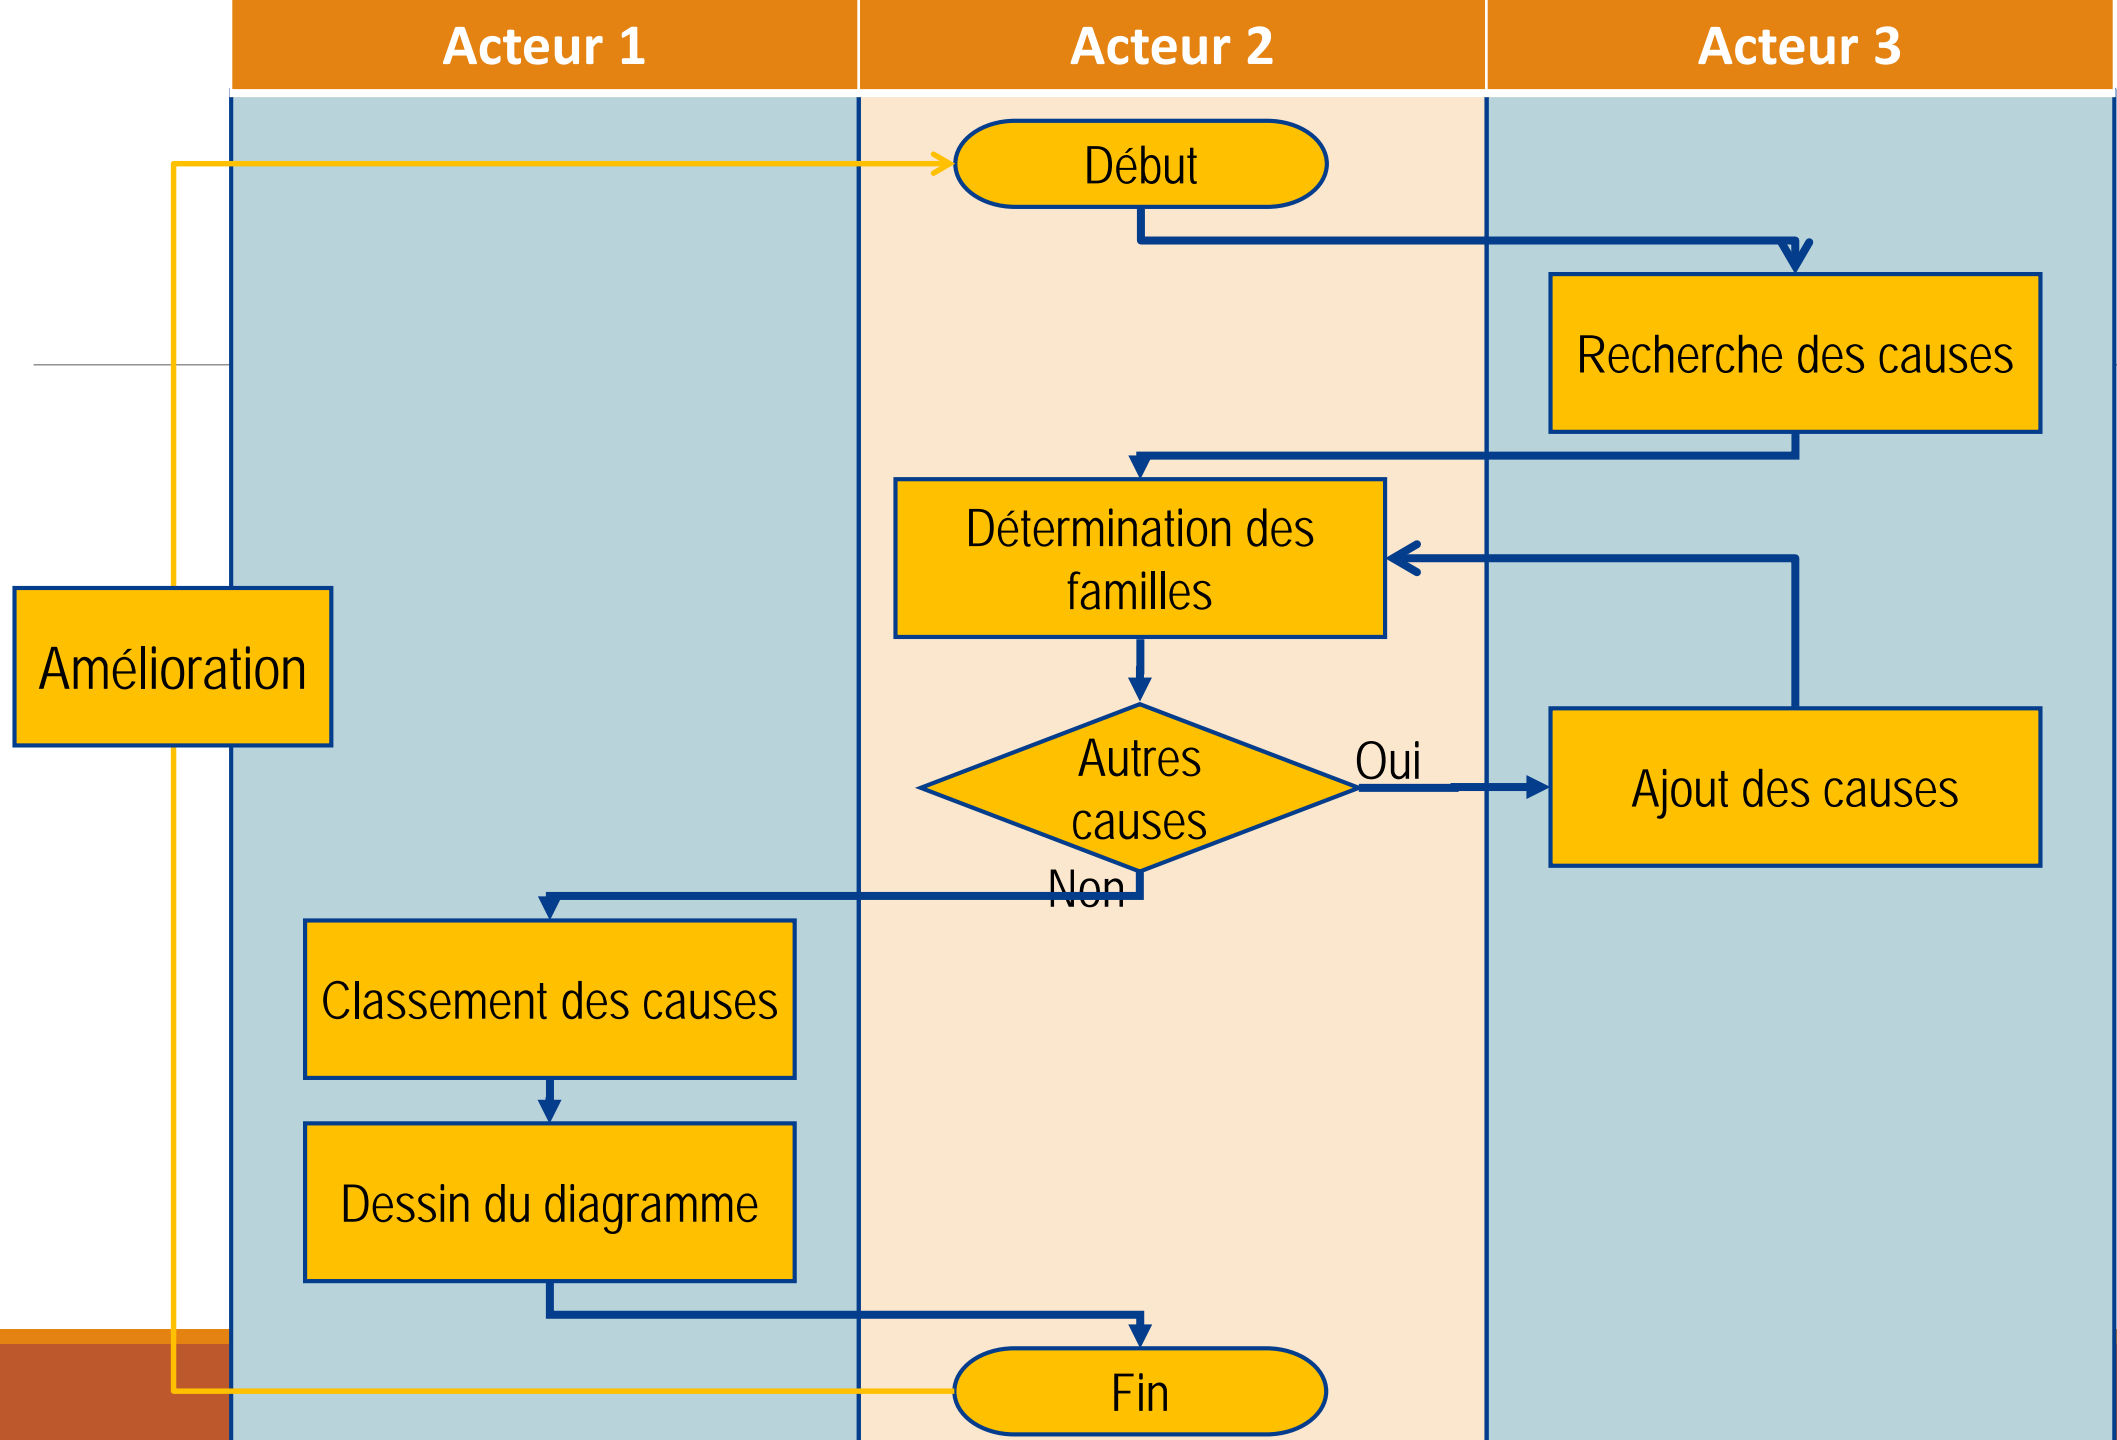 Acteur 1
Acteur 2
Acteur 3
Début
Recherche des causes
Détermination des
familles
Amélioration
Autres
causes
Oui
Ajout des causes
Non
Classement des causes
Dessin du diagramme
Fin